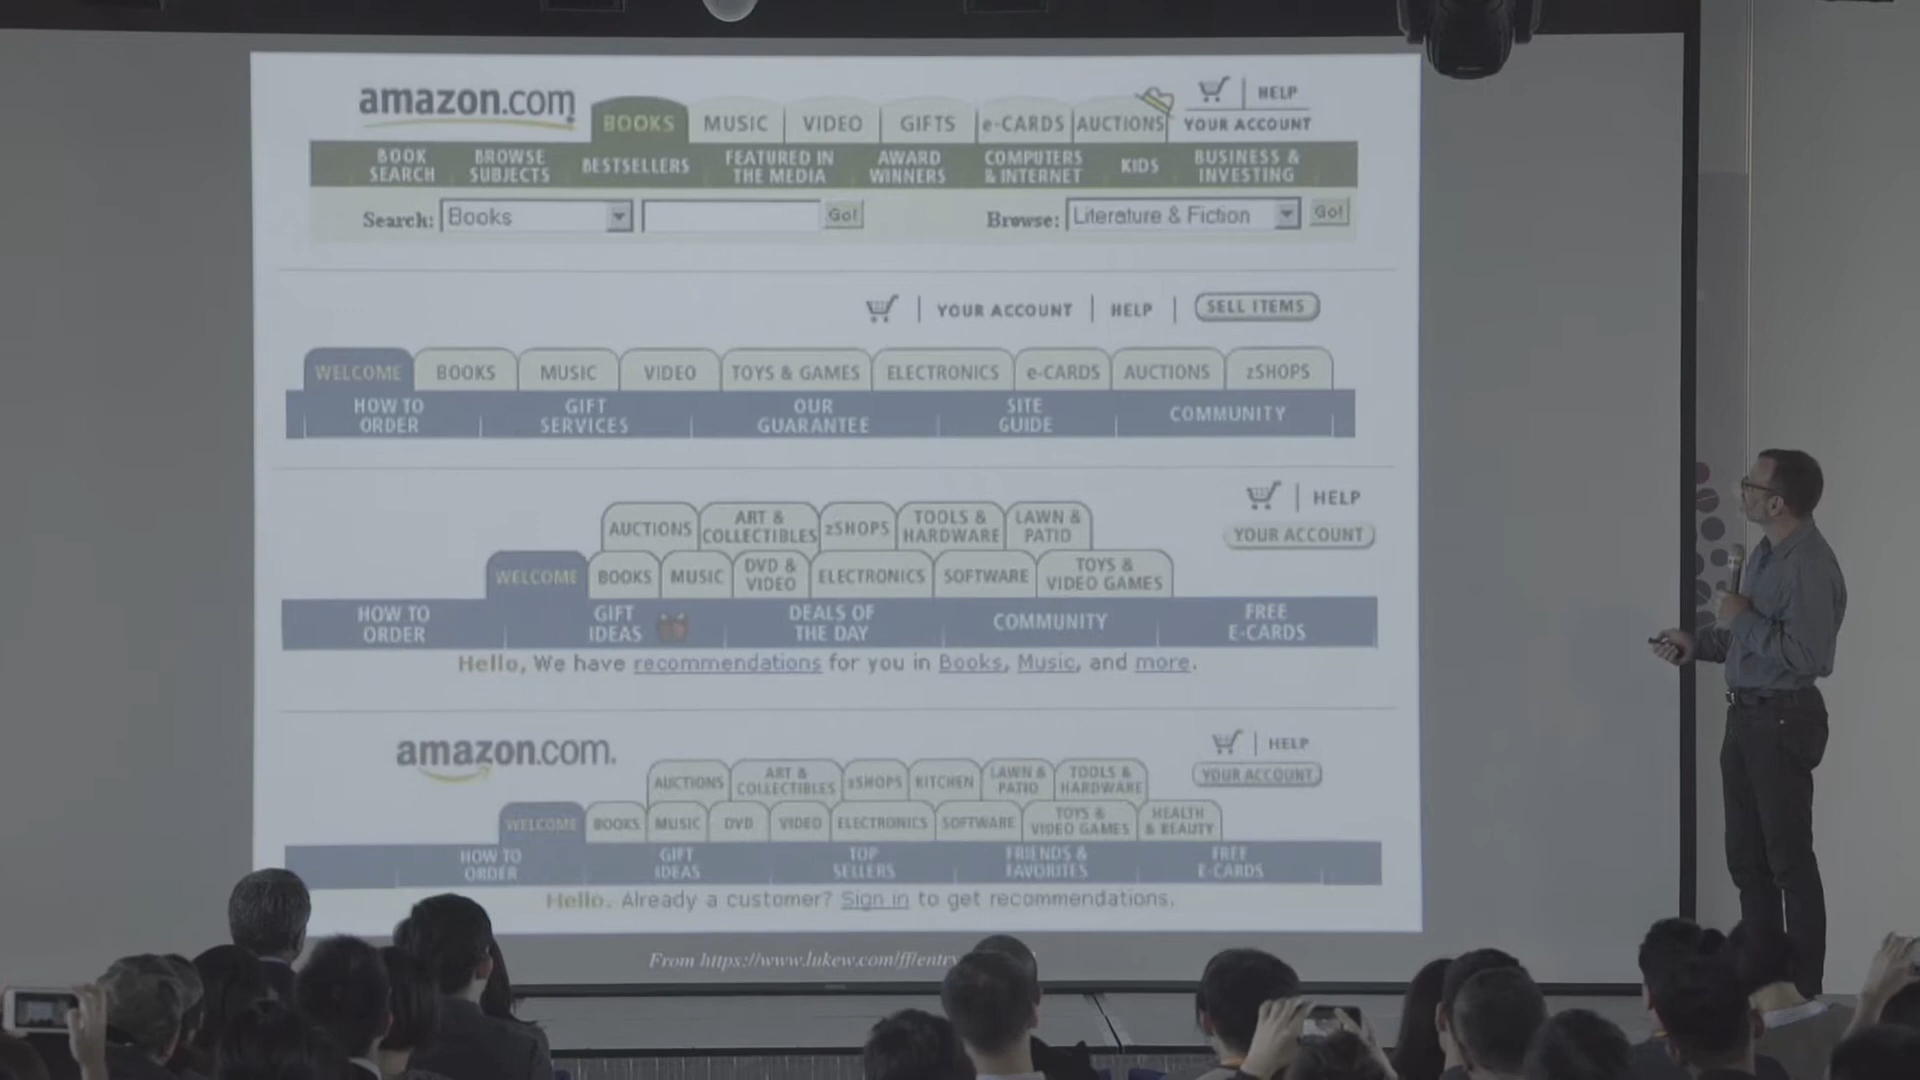 amazon.com
BOOKS MUSIC VIDEO GIFTS e-CARDS AUCTIONS
HELP
YOUR ACCOUNT
BOOK SEARCH
BROWSE SUBJECTS
BESTSELLERS
FEATURED IN THE MEDIA
AWARD WINNERS
COMPUTERS & INTERNET
KIDS
BUSINESS & INVESTING
Search: Books Go! Browse: Literature & Fiction Go!
YOUR ACCOUNT HELP SELL ITEMS
WELCOME BOOKS MUSIC VIDEO TOYS & GAMES ELECTRONICS e-CARDS AUCTIONS zSHOPS
HOW TO ORDER
GIFT SERVICES
OUR GUARANTEE
SITE GUIDE
COMMUNITY
HELP
YOUR ACCOUNT
AUCTIONS
ART & COLLECTIBLES
zSHOPS
TOOLS & HARDWARE
LAWN & PATIO
WELCOME BOOKS MUSIC
DVD & VIDEO
ELECTRONICS SOFTWARE
TOYS & VIDEO GAMES
HOW TO ORDER
GIFT IDEAS
DEALS OF THE DAY
COMMUNITY
FREE E-CARDS
Hello, We have recommendations for you in Books, Music, and more.
amazon.com.
HELP
YOUR ACCOUNT
AUCTIONS
ART & COLLECTIBLES
zSHOPS KITCHEN
LAWN & PATIO
TOOLS & HARDWARE
WELCOME BOOKS MUSIC DVD VIDEO ELECTRONICS SOFTWARE
TOYS & VIDEO GAMES
HEALTH & BEAUTY
HOW TO ORDER
GIFT IDEAS
TOP SELLERS
FRIENDS & FAVORITES
FREE E-CARDS
Hello. Already a customer? Sign in to get recommendations.
From https://www.lukew.com/ff/entry